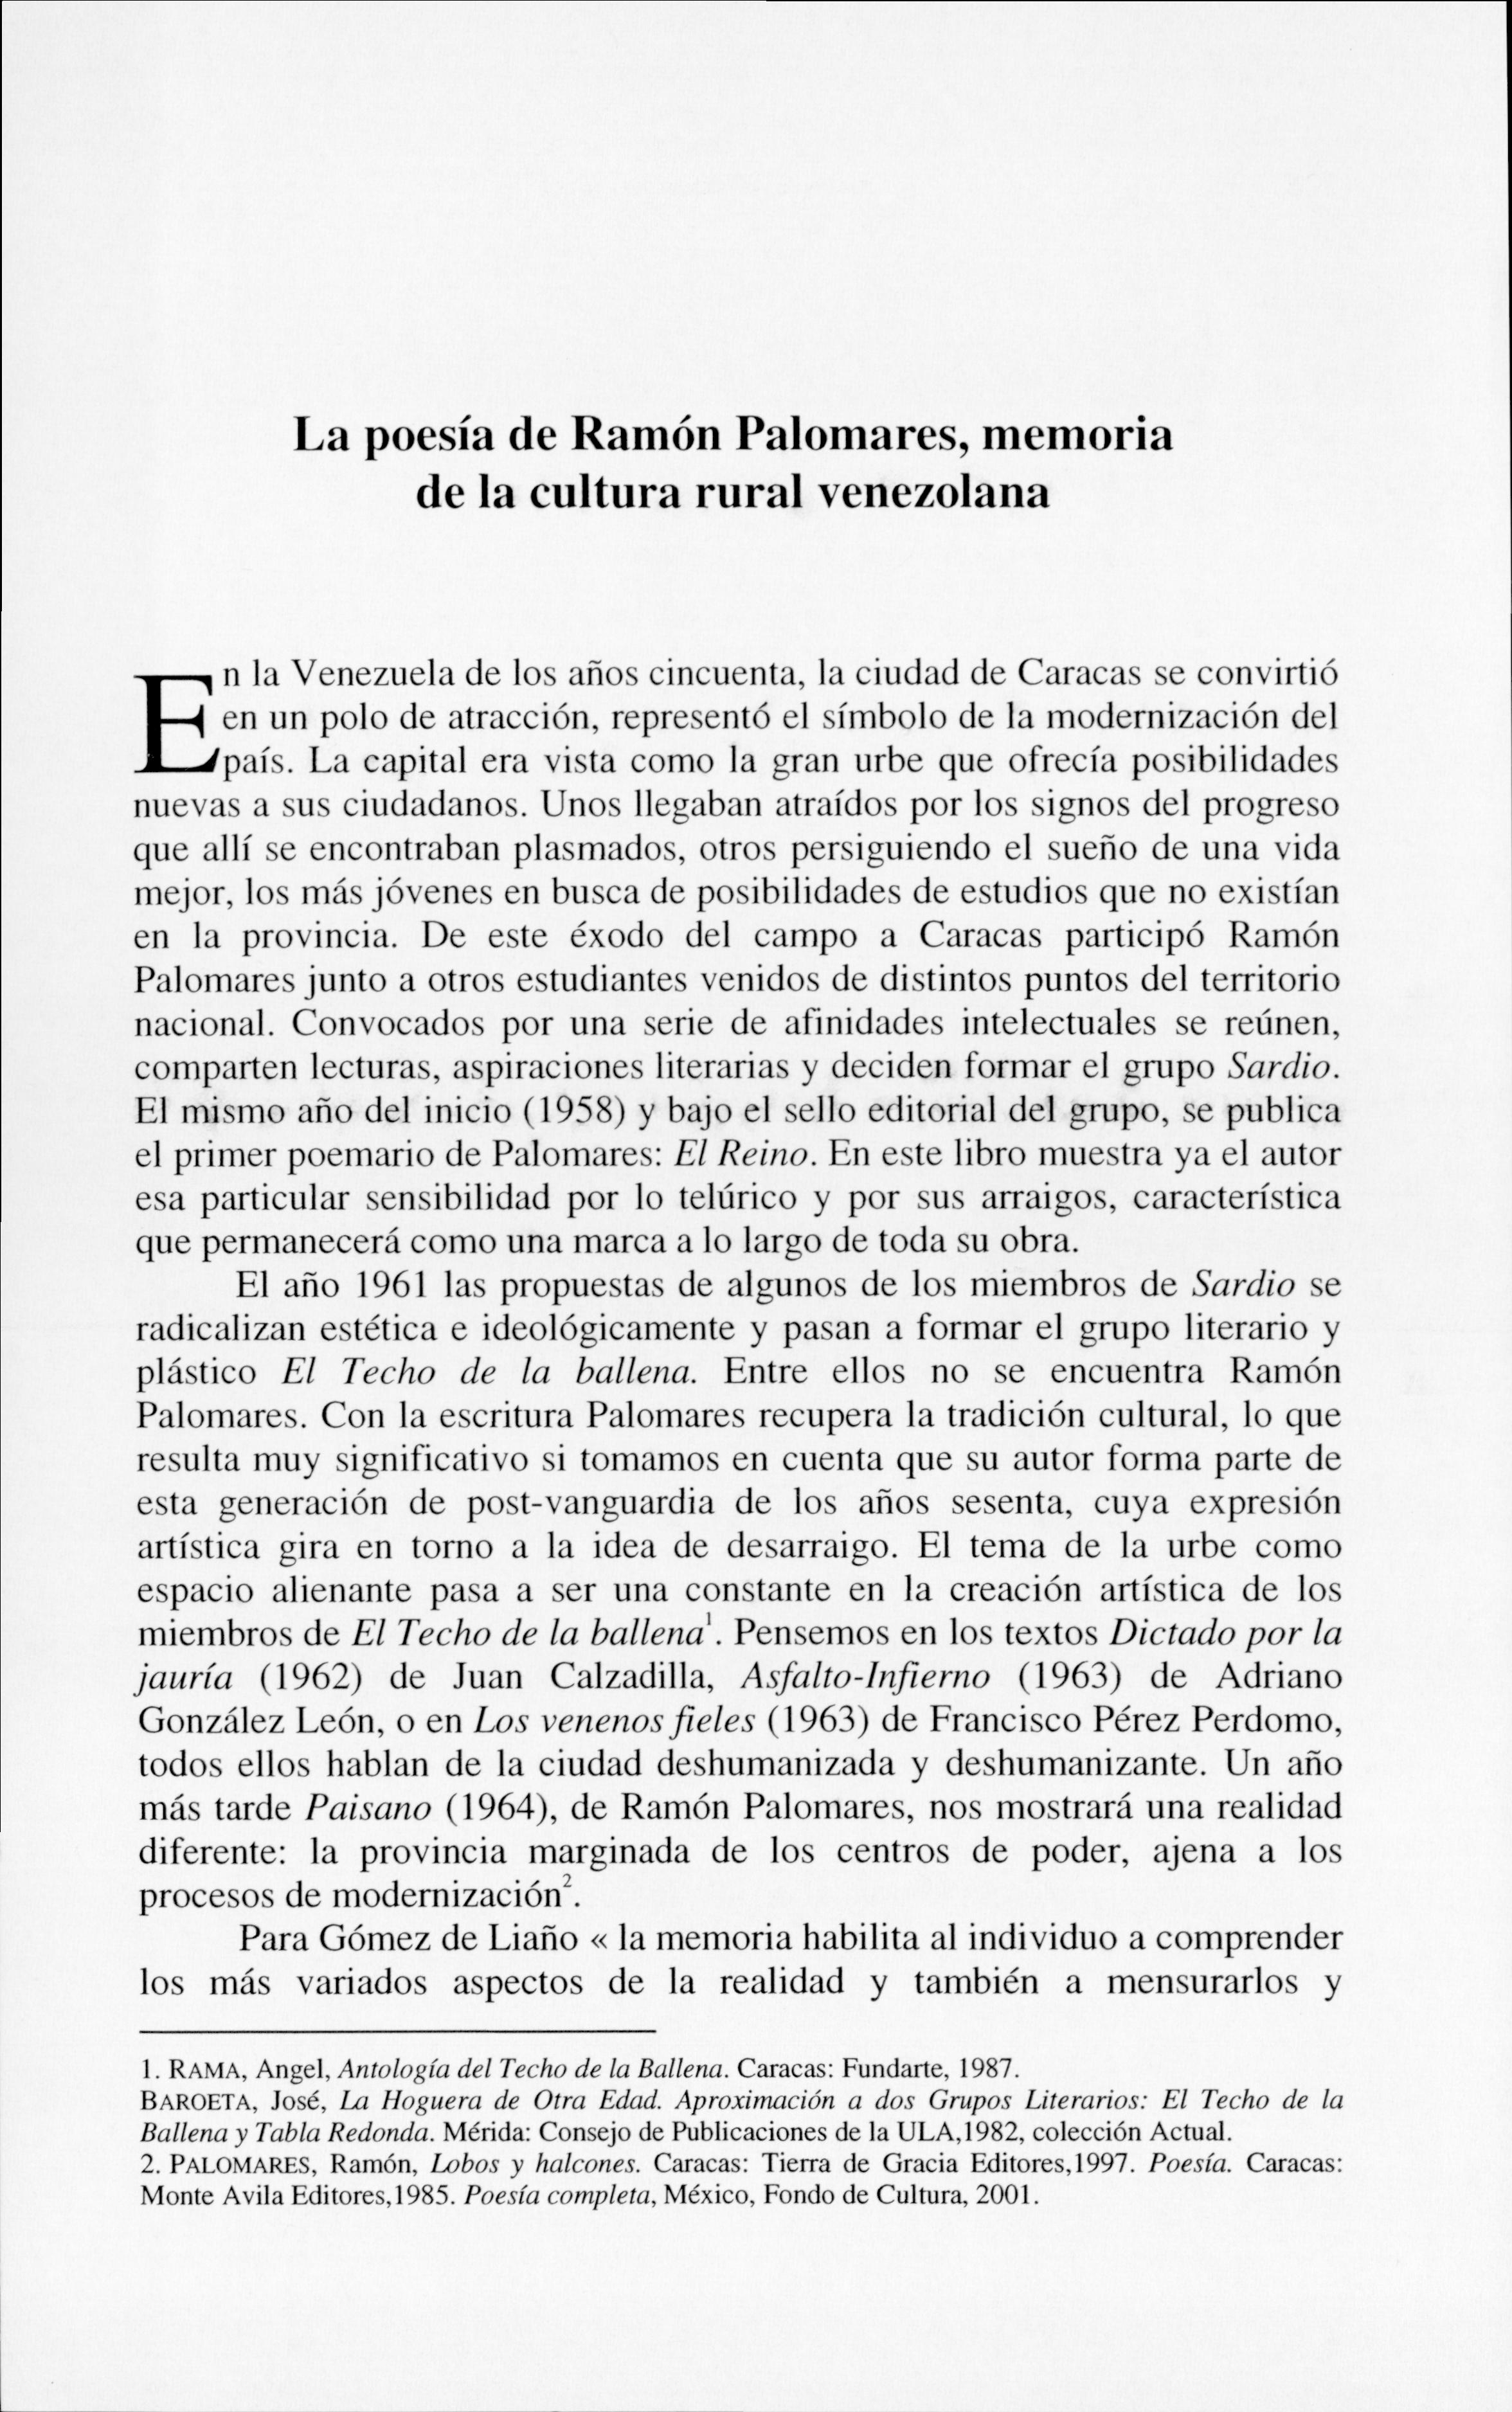 La poesía de Ramón Palomares, memoria
de la cultura rural venezolana
En la Venezuela de los años cincuenta, la ciudad de Caracas se convirtió
en un polo de atracción, representó el símbolo de la modernización del
país. La capital era vista como la gran urbe que ofrecía posibilidades
nuevas a sus ciudadanos. Unos llegaban atraídos por los signos del progreso
que allí se encontraban plasmados, otros persiguiendo el sueño de una vida
mejor, los más jóvenes en busca de posibilidades de estudios que no existían
en la provincia. De este éxodo del campo a Caracas participó Ramón
Palomares junto a otros estudiantes venidos de distintos puntos del territorio
nacional. Convocados por una serie de afinidades intelectuales se reúnen,
comparten lecturas, aspiraciones literarias y deciden formar el grupo Sardio.
El mismo año del inicio (1958) y bajo el sello editorial del grupo, se publica
el primer poemario de Palomares: El Reino. En este libro muestra ya el autor
esa particular sensibilidad por lo telúrico y por sus arraigos, característica
que permanecerá como una marca a lo largo de toda su obra.
El año 1961 las propuestas de algunos de los miembros de Sardio se
radicalizan estética e ideológicamente y pasan a formar el grupo literario y
plástico El Techo de la ballena. Entre ellos no se encuentra Ramón
Palomares. Con la escritura Palomares recupera la tradición cultural, lo que
resulta muy significativo si tomamos en cuenta que su autor forma parte de
esta generación de post-vanguardia de los años sesenta, cuya expresión
artística gira en torno a la idea de desarraigo. El tema de la urbe como
espacio alienante pasa a ser una constante en la creación artística de los
miembros de El Techo de la ballena¹. Pensemos en los textos Dictado por la
jauría (1962) de Juan Calzadilla, Asfalto-Infierno (1963) de Adriano
González León, o en Los venenos fieles (1963) de Francisco Pérez Perdomo,
todos ellos hablan de la ciudad deshumanizada y deshumanizante. Un año
más tarde Paisano (1964), de Ramón Palomares, nos mostrará una realidad
diferente: la provincia marginada de los centros de poder, ajena a los
procesos de modernización².
Para Gómez de Liaño « la memoria habilita al individuo a comprender
los más variados aspectos de la realidad y también a mensurarlos y
1. RAMA, Angel, Antología del Techo de la Ballena. Caracas: Fundarte, 1987.
BAROETA, José, La Hoguera de Otra Edad. Aproximación a dos Grupos Literarios: El Techo de la
Ballena y Tabla Redonda. Mérida: Consejo de Publicaciones de la ULA,1982, colección Actual.
2. PALOMARES, Ramón, Lobos y halcones. Caracas: Tierra de Gracia Editores,1997. Poesía. Caracas:
Monte Avila Editores,1985. Poesía completa, México, Fondo de Cultura, 2001.